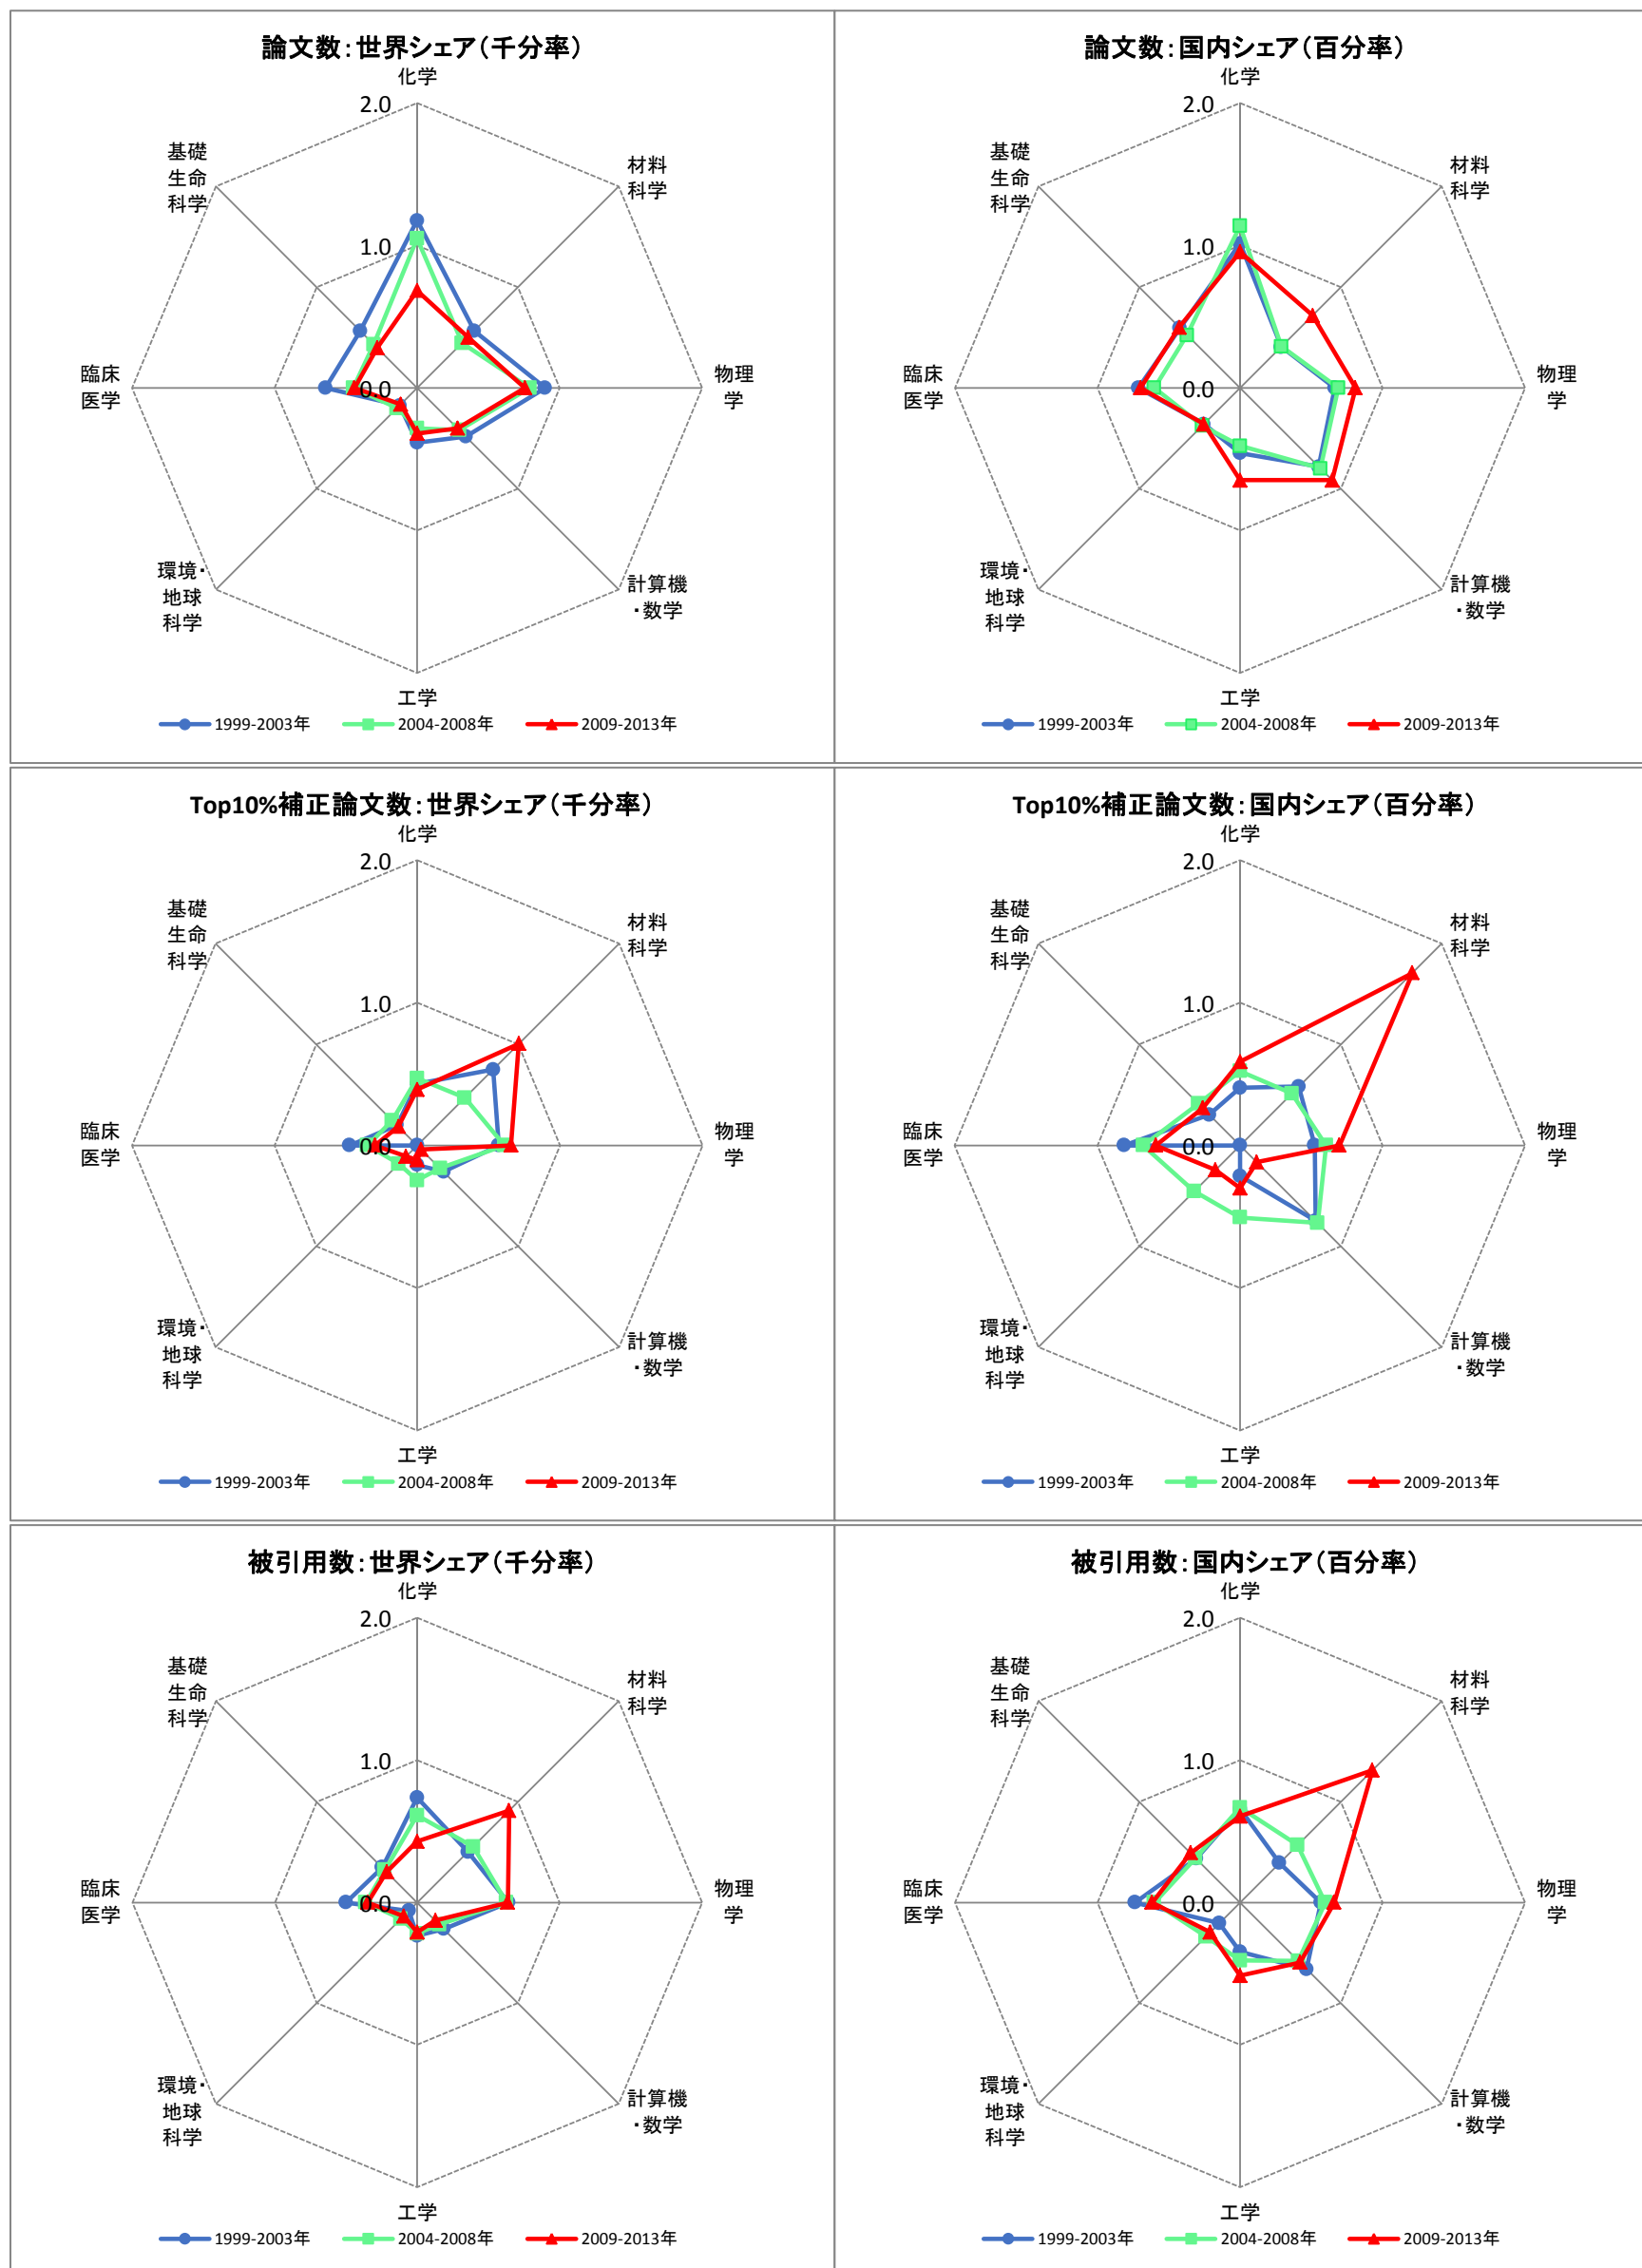 論文数：世界シェア（千分率）
化学
2.0
基礎
生命
科学
材料
科学
1.0
臨床
医学
0.0
物理
学
環境・
地球
科学
計算機
・数学
工学
1999-2003年 2004-2008年 2009-2013年
論文数：国内シェア（百分率）
化学
2.0
基礎
生命
科学
材料
科学
1.0
臨床
医学
0.0
物理
学
環境・
地球
科学
計算機
・数学
工学
1999-2003年 2004-2008年 2009-2013年
Top10%補正論文数：世界シェア（千分率）
化学
2.0
基礎
生命
科学
材料
科学
1.0
臨床
医学
0.0
物理
学
環境・
地球
科学
計算機
・数学
工学
1999-2003年 2004-2008年 2009-2013年
Top10%補正論文数：国内シェア（百分率）
化学
2.0
基礎
生命
科学
材料
科学
1.0
臨床
医学
0.0
物理
学
環境・
地球
科学
計算機
・数学
工学
1999-2003年 2004-2008年 2009-2013年
被引用数：世界シェア（千分率）
化学
2.0
基礎
生命
科学
材料
科学
1.0
臨床
医学
0.0
物理
学
環境・
地球
科学
計算機
・数学
工学
1999-2003年 2004-2008年 2009-2013年
被引用数：国内シェア（百分率）
化学
2.0
基礎
生命
科学
材料
科学
1.0
臨床
医学
0.0
物理
学
環境・
地球
科学
計算機
・数学
工学
1999-2003年 2004-2008年 2009-2013年